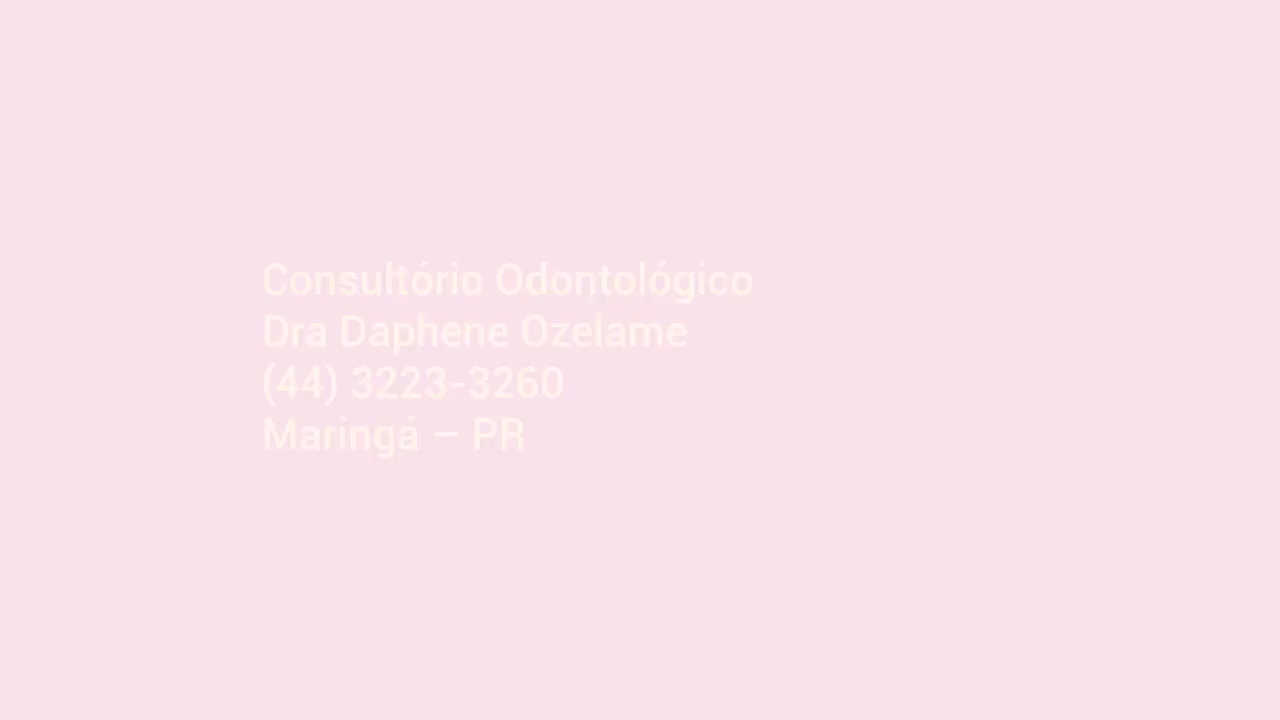 Consultório Odontológico
Dra Daphene Ozelame
(44) 3223-3260
Maringá – PR